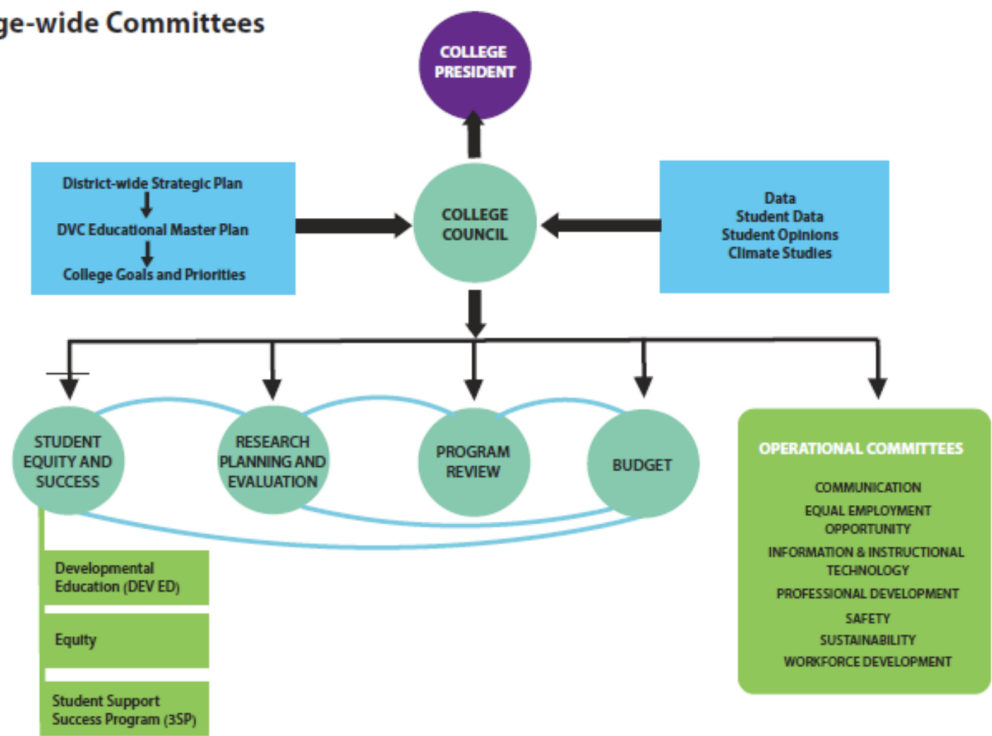 ge-wide Committees
COLLEGE
PRESIDENT
District-wide Strategic Plan
DVC Educational Master Plan
College Goals and Priorities
COLLEGE
COUNCIL
Data
Student Data
Student Opinions
Climate Studies
STUDENT
EQUITY AND
SUCCESS
RESEARCH
PLANNING AND
EVALUATION
PROGRAM
REVIEW
BUDGET
OPERATIONAL COMMITTEES
COMMUNICATION
EQUAL EMPLOYMENT
OPPORTUNITY
INFORMATION & INSTRUCTIONAL
TECHNOLOGY
PROFESSIONAL DEVELOPMENT
SAFETY
SUSTAINABILITY
WORKFORCE DEVELOPMENT
Developmental
Education (DEV ED)
Equity
Student Support
Success Program (3SP)